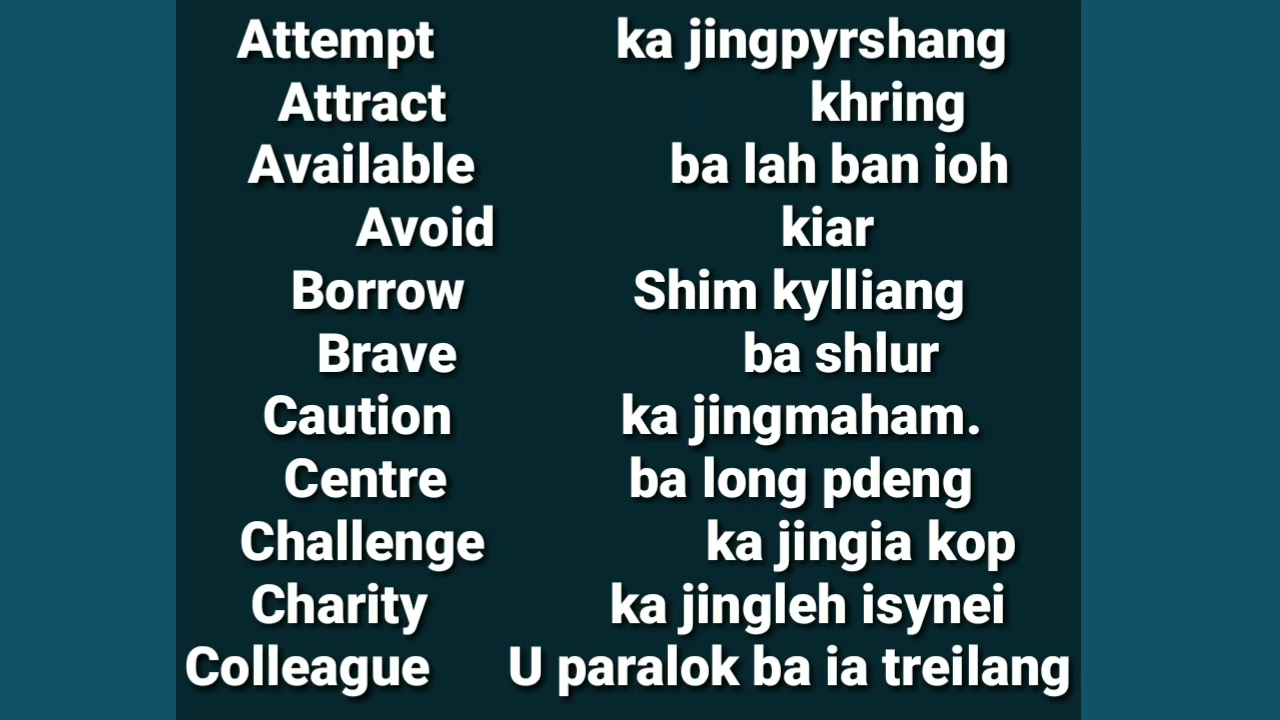 Attempt ka jingpyrshang
Attract khring
Available ba lah ban ioh
Avoid kiar
Borrow Shim kylliang
Brave ba shlur
Caution ka jingmaham.
Centre ba long pdeng
Challenge ka jingia kop
Charity ka jingleh isynei
Colleague U paralok ba ia treilang